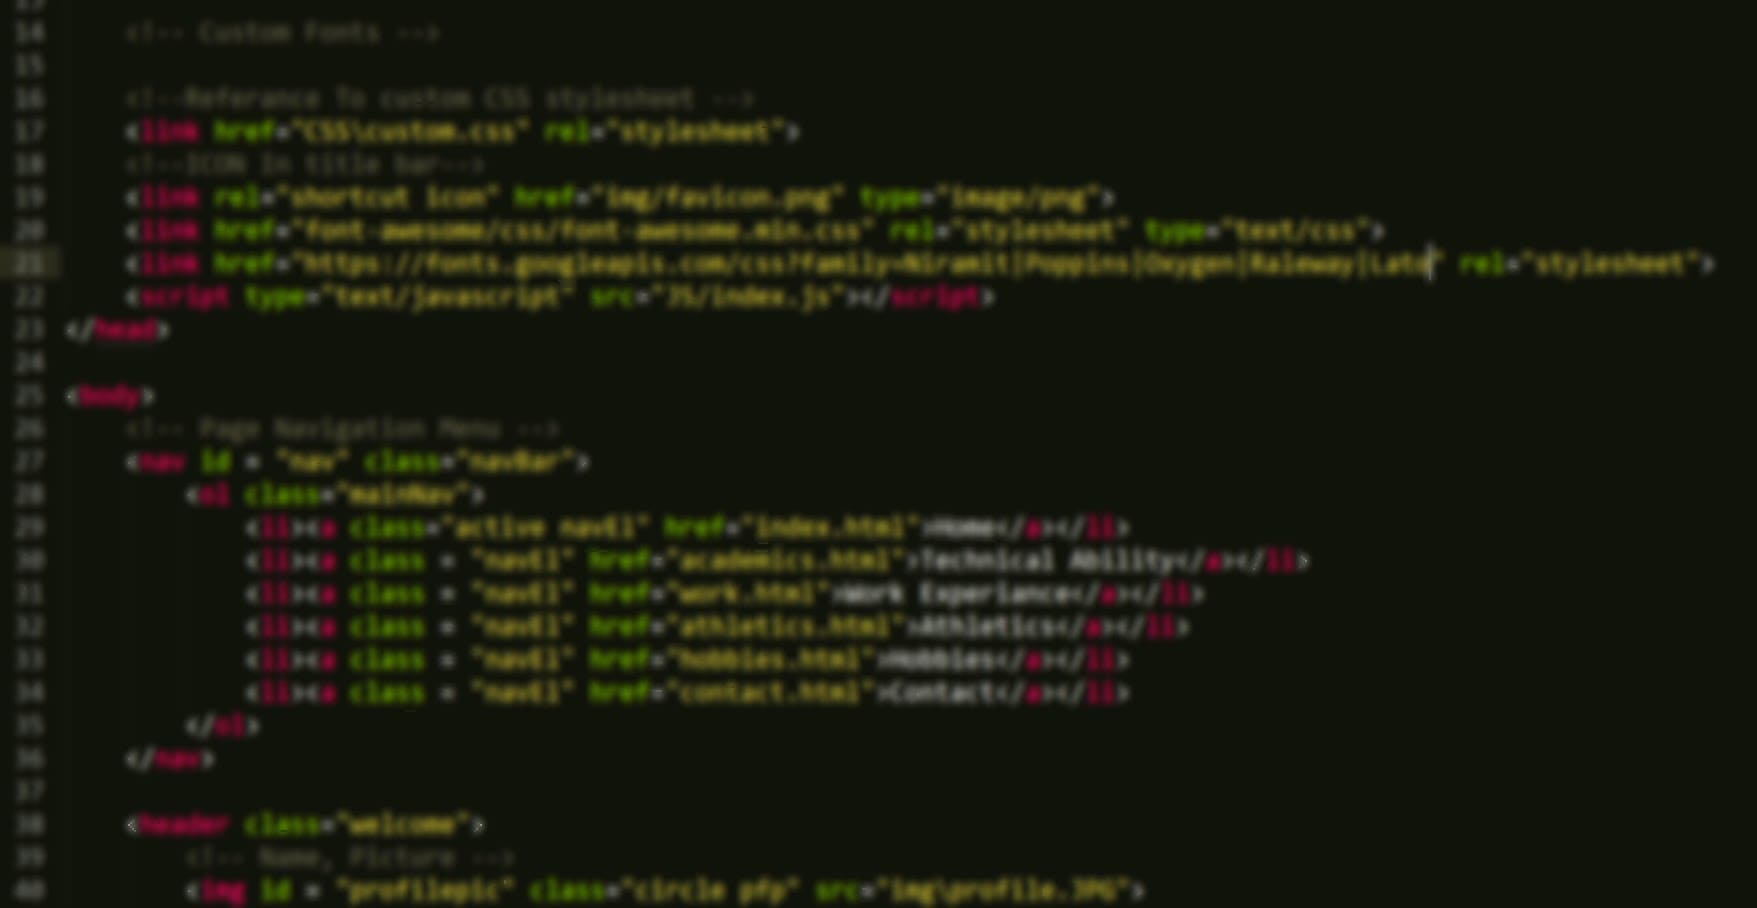 14 <!-- Custom Fonts -->
15
16 <!--Referance To custom CSS stylesheet -->
17 <link href="CSS\custom.css" rel="stylesheet">
18 <!--ICON In title bar-->
19 <link rel="shortcut icon" href="img/favicon.png" type="image/png">
20 <link href="font-awesome/css/font-awesome.min.css" rel="stylesheet" type="text/css">
21 <link href="https://fonts.googleapis.com/css?family=Niramit|Poppins|Oxygen|Raleway|Lato" rel="stylesheet">
22 <script type="text/javascript" src="JS/index.js"></script>
23 </head>
24
25 <body>
26 <!-- Page Navigation Menu -->
27 <nav id = "nav" class="navBar">
28 <ol class="mainNav">
29 <li><a class="active navEl" href="index.html">Home</a></li>
30 <li><a class = "navEl" href="academics.html">Technical Ability</a></li>
31 <li><a class = "navEl" href="work.html">Work Experiance</a></li>
32 <li><a class = "navEl" href="athletics.html">Athletics</a></li>
33 <li><a class = "navEl" href="hobbies.html">Hobbies</a></li>
34 <li><a class = "navEl" href="contact.html">Contact</a></li>
35 </ol>
36 </nav>
37
38 <header class="welcome">
39 <!-- Name, Picture -->
40 <img id = "profilepic" class="circle pfp" src="img\profile.JPG">